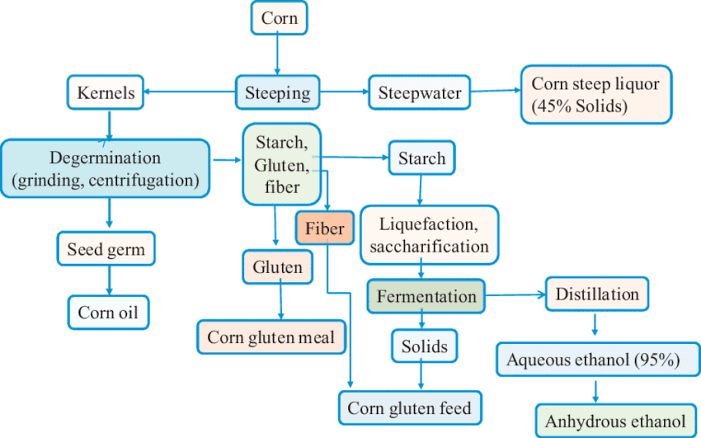 Corn
Kernels
Steeping
Steepwater
Corn steep liquor
(45% Solids)
Degermination
(grinding, centrifugation)
Starch,
Gluten,
fiber
Starch
Seed germ
Fiber
Liquefaction,
saccharification
Gluten
Fermentation
Distillation
Corn oil
Corn gluten meal
Solids
Aqueous ethanol (95%)
Corn gluten feed
Anhydrous ethanol